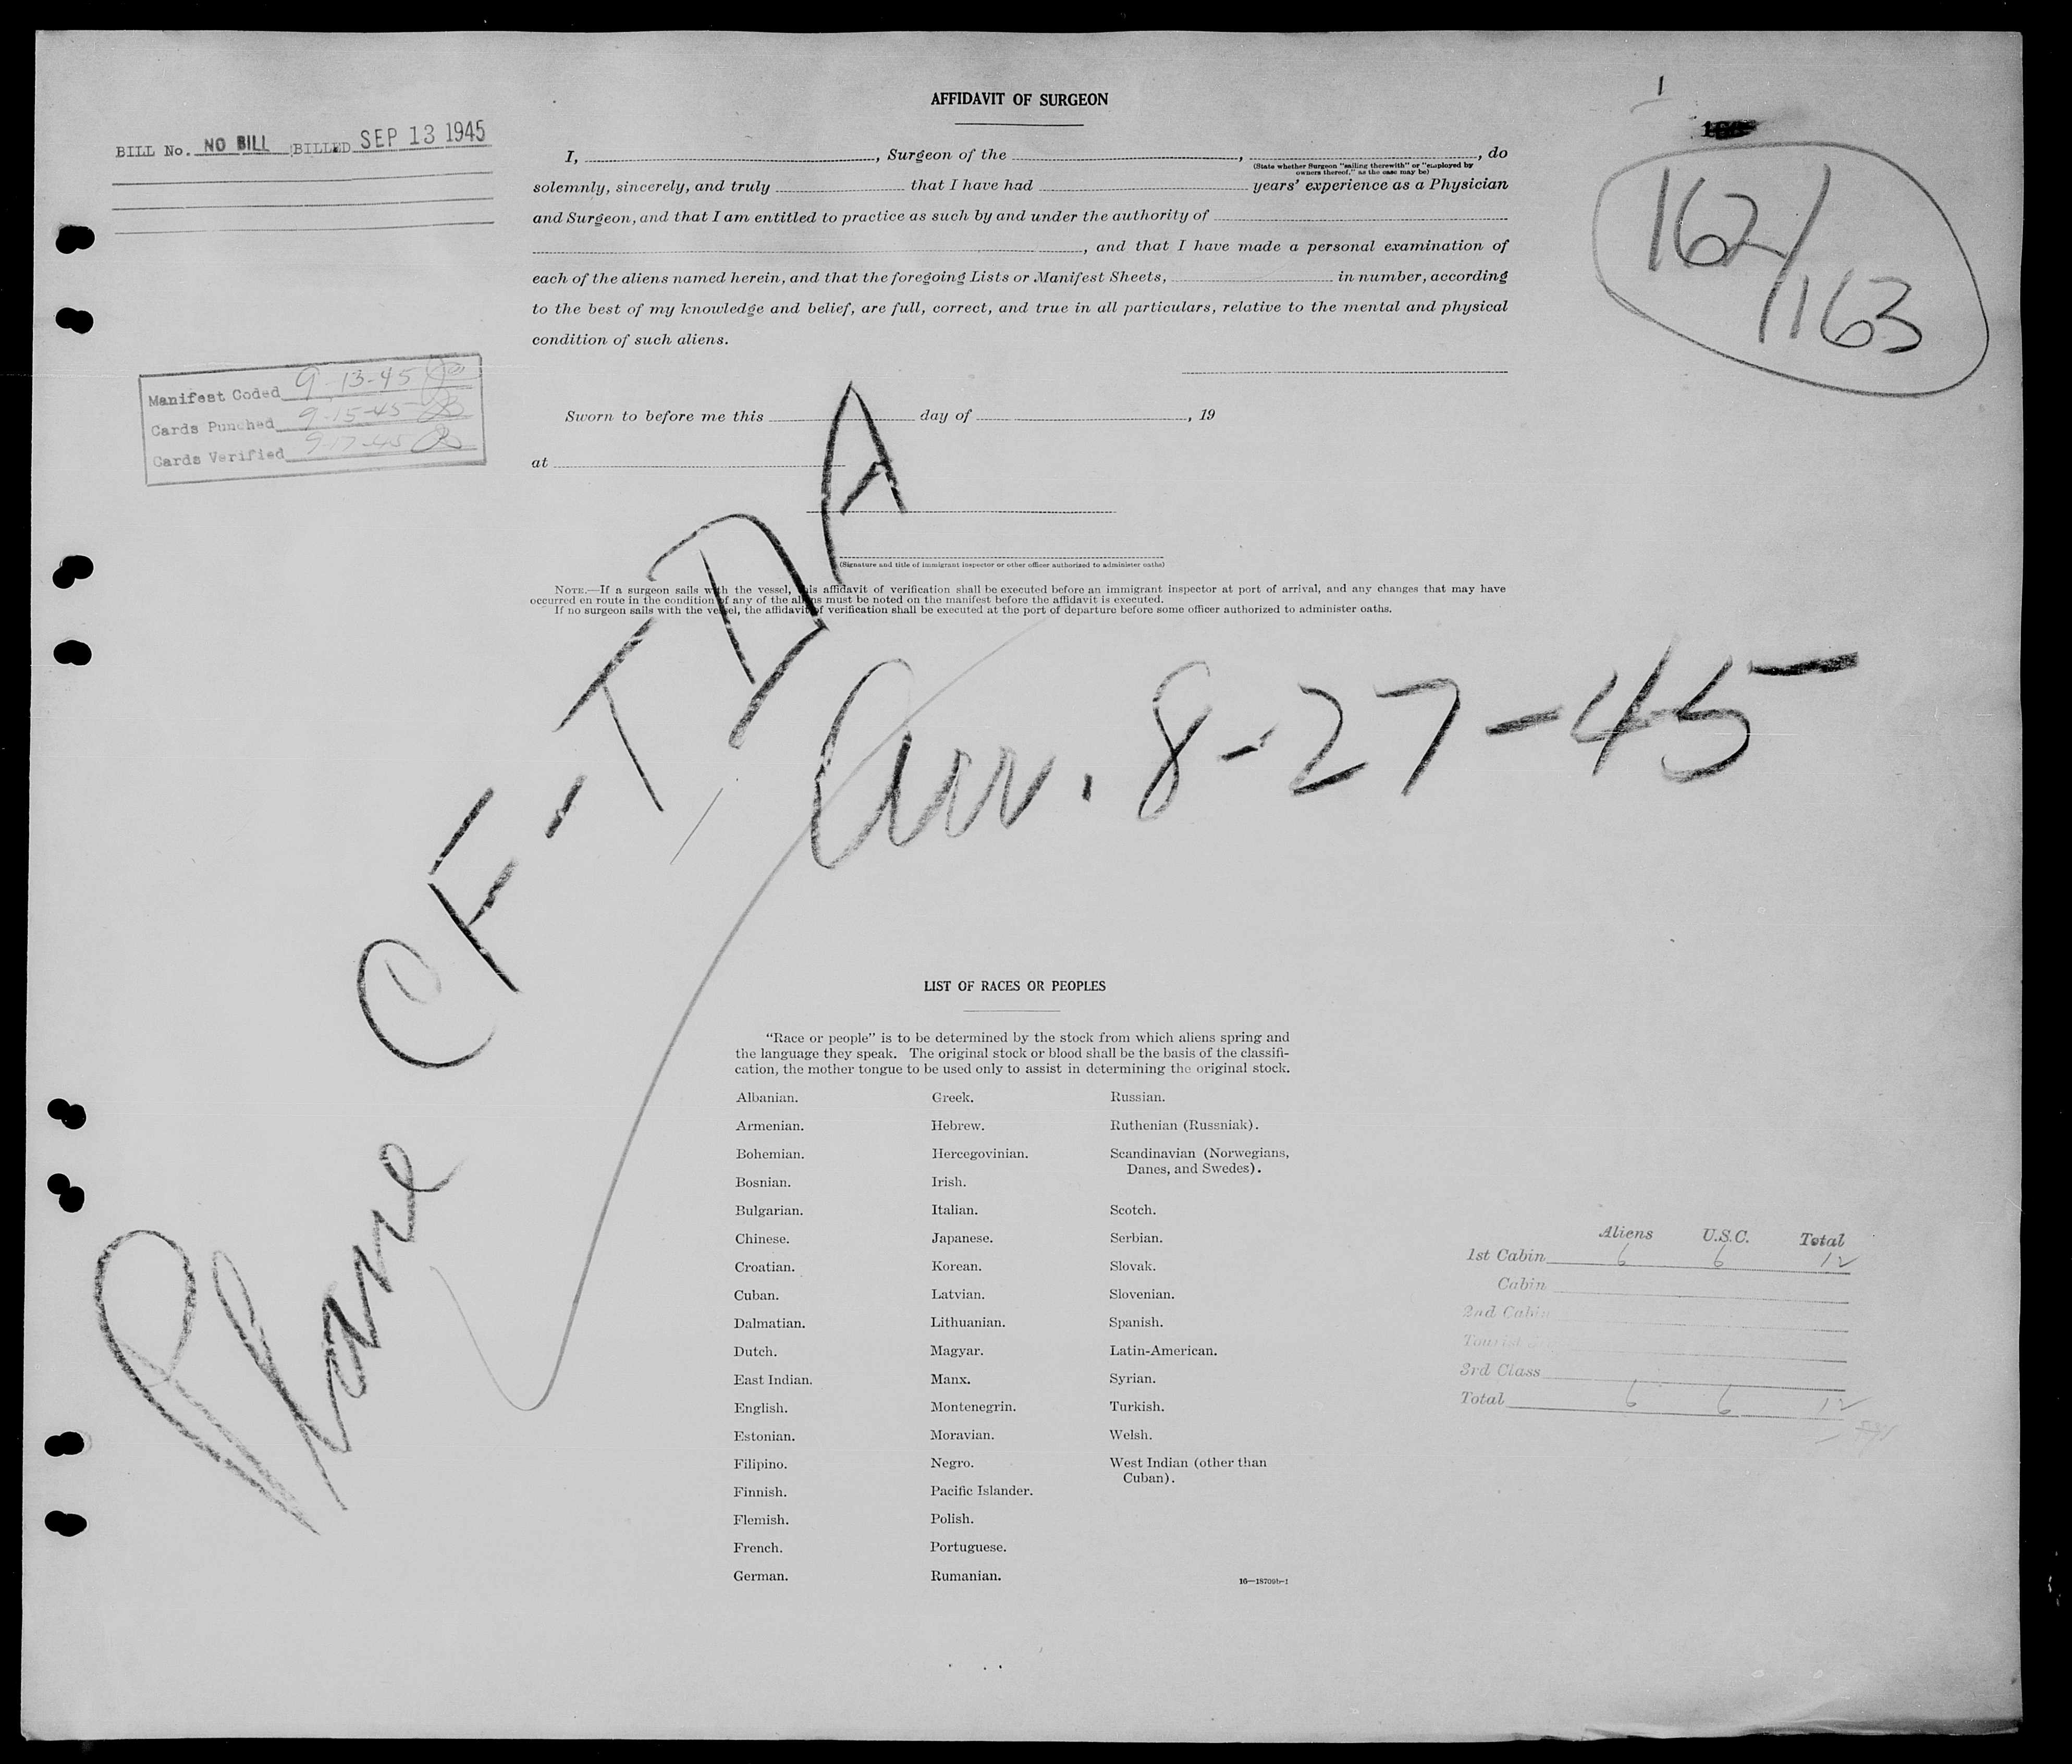 AFFIDAVIT OF SURGEON
1
BILL No. NO BILL BILLED SEP 13 1945
I, , Surgeon of the , , do
(State whether Surgeon "sailing therewith" or "employed by
owners thereof," as the case may be)
solemnly, sincerely, and truly that I have had years' experience as a Physician
and Surgeon, and that I am entitled to practice as such by and under the authority of
, and that I have made a personal examination of
each of the aliens named herein, and that the foregoing Lists or Manifest Sheets, in number, according
to the best of my knowledge and belief, are full, correct, and true in all particulars, relative to the mental and physical
condition of such aliens.
162/163
Manifest Coded 9-13-45
Cards Punched 9-15-45
Cards Verified 9-17-45
Sworn to before me this day of , 19
at
(Signature and title of immigrant inspector or other officer authorized to administer oaths)
NOTE.—If a surgeon sails with the vessel, this affidavit of verification shall be executed before an immigrant inspector at port of arrival, and any changes that may have
occurred en route in the condition of any of the aliens must be noted on the manifest before the affidavit is executed.
If no surgeon sails with the vessel, the affidavit of verification shall be executed at the port of departure before some officer authorized to administer oaths.
Plane CF-TDA
Arr. 8-27-45
LIST OF RACES OR PEOPLES
"Race or people" is to be determined by the stock from which aliens spring and
the language they speak. The original stock or blood shall be the basis of the classifi-
cation, the mother tongue to be used only to assist in determining the original stock.
Albanian.
Armenian.
Bohemian.
Bosnian.
Bulgarian.
Chinese.
Croatian.
Cuban.
Dalmatian.
Dutch.
East Indian.
English.
Estonian.
Filipino.
Finnish.
Flemish.
French.
German.
Greek.
Hebrew.
Hercegovinian.
Irish.
Italian.
Japanese.
Korean.
Latvian.
Lithuanian.
Magyar.
Manx.
Montenegrin.
Moravian.
Negro.
Pacific Islander.
Polish.
Portuguese.
Rumanian.
Russian.
Ruthenian (Russniak).
Scandinavian (Norwegians,
Danes, and Swedes).
Scotch.
Serbian.
Slovak.
Slovenian.
Spanish.
Latin-American.
Syrian.
Turkish.
Welsh.
West Indian (other than
Cuban).
16—18709b-1
Aliens U.S.C. Total
1st Cabin 6 6 12
Cabin
2nd Cabin
Tourist
3rd Class
Total 6 6 12